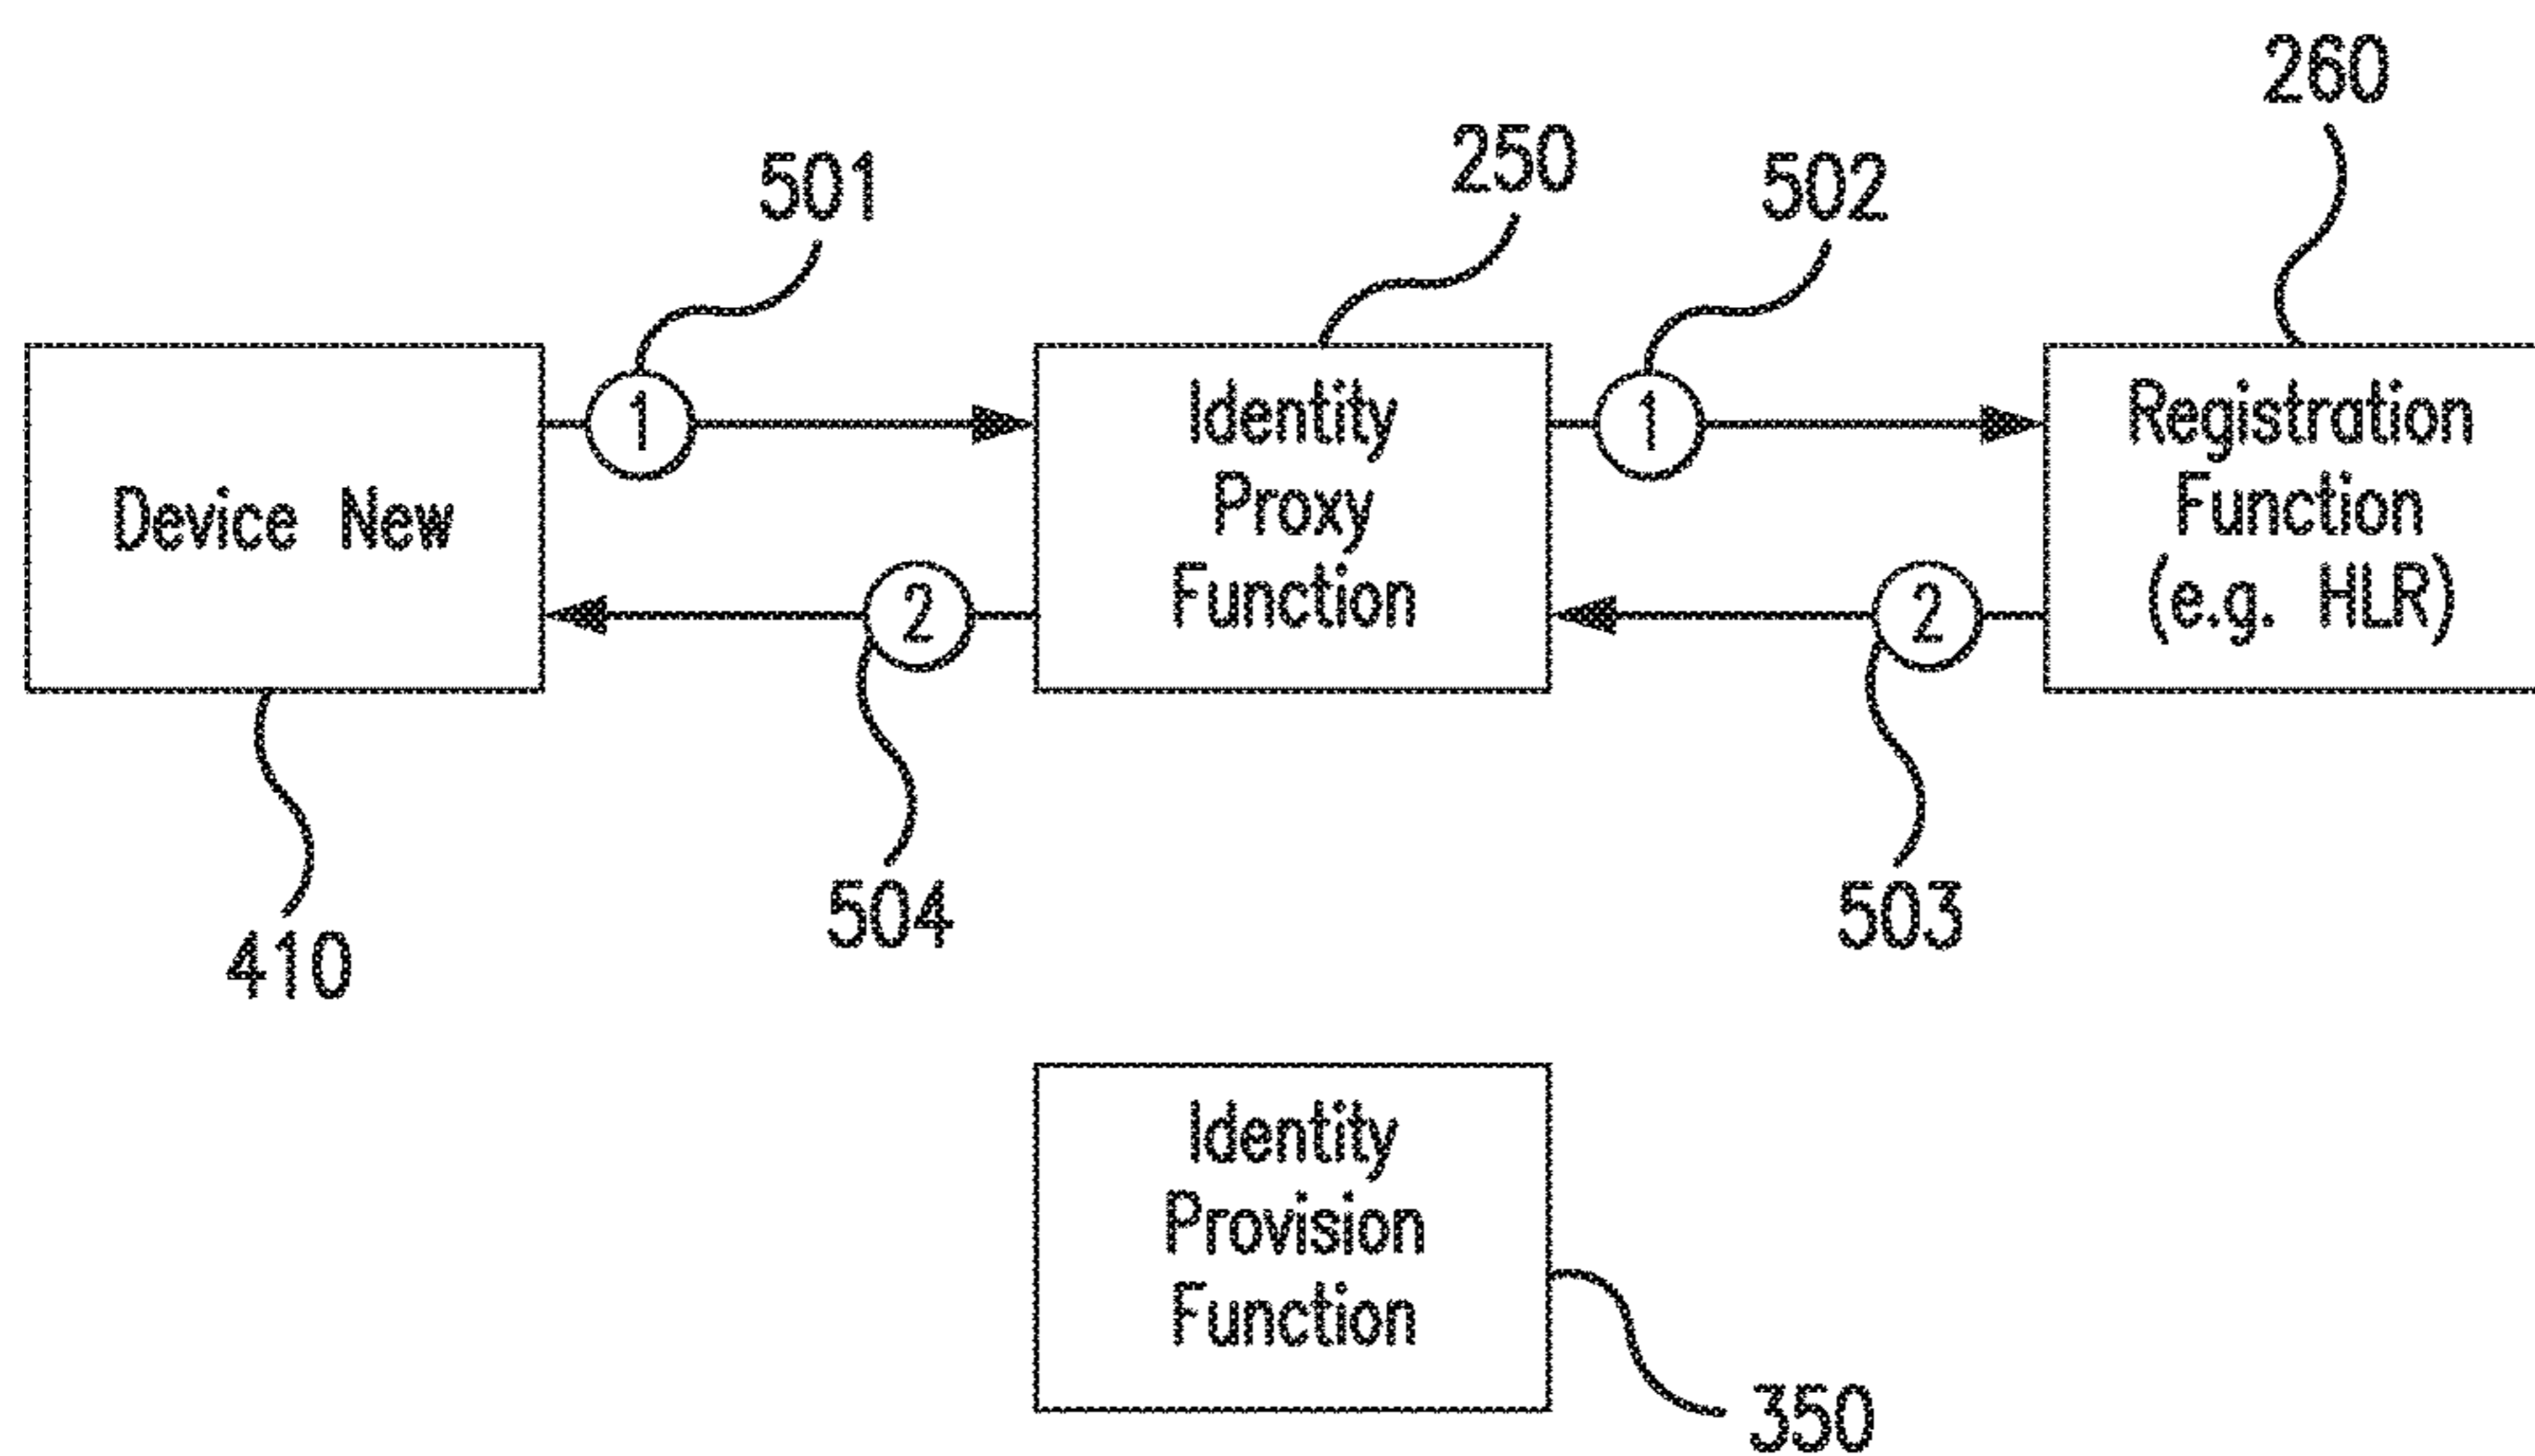 260
250
501
502
Device New
1
Identity
Proxy
Function
1
Registration
Function
(e.g. HLR)
2
2
504
503
410
Identity
Provision
Function
350